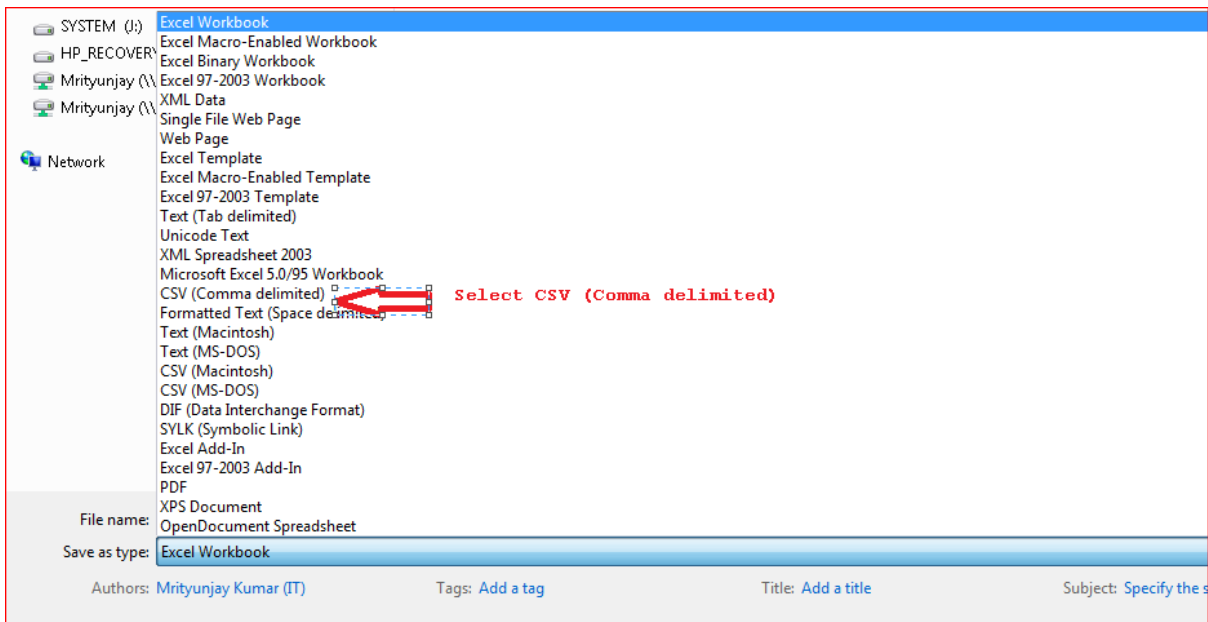 SYSTEM (J:)
HP_RECOVERY
Mrityunjay (\\
Mrityunjay (\\
Network
Excel Workbook
Excel Macro-Enabled Workbook
Excel Binary Workbook
Excel 97-2003 Workbook
XML Data
Single File Web Page
Web Page
Excel Template
Excel Macro-Enabled Template
Excel 97-2003 Template
Text (Tab delimited)
Unicode Text
XML Spreadsheet 2003
Microsoft Excel 5.0/95 Workbook
CSV (Comma delimited)
Select CSV (Comma delimited)
Formatted Text (Space delimited)
Text (Macintosh)
Text (MS-DOS)
CSV (Macintosh)
CSV (MS-DOS)
DIF (Data Interchange Format)
SYLK (Symbolic Link)
Excel Add-In
Excel 97-2003 Add-In
PDF
XPS Document
OpenDocument Spreadsheet
File name:
Save as type: Excel Workbook
Authors: Mrityunjay Kumar (IT) Tags: Add a tag Title: Add a title Subject: Specify the s